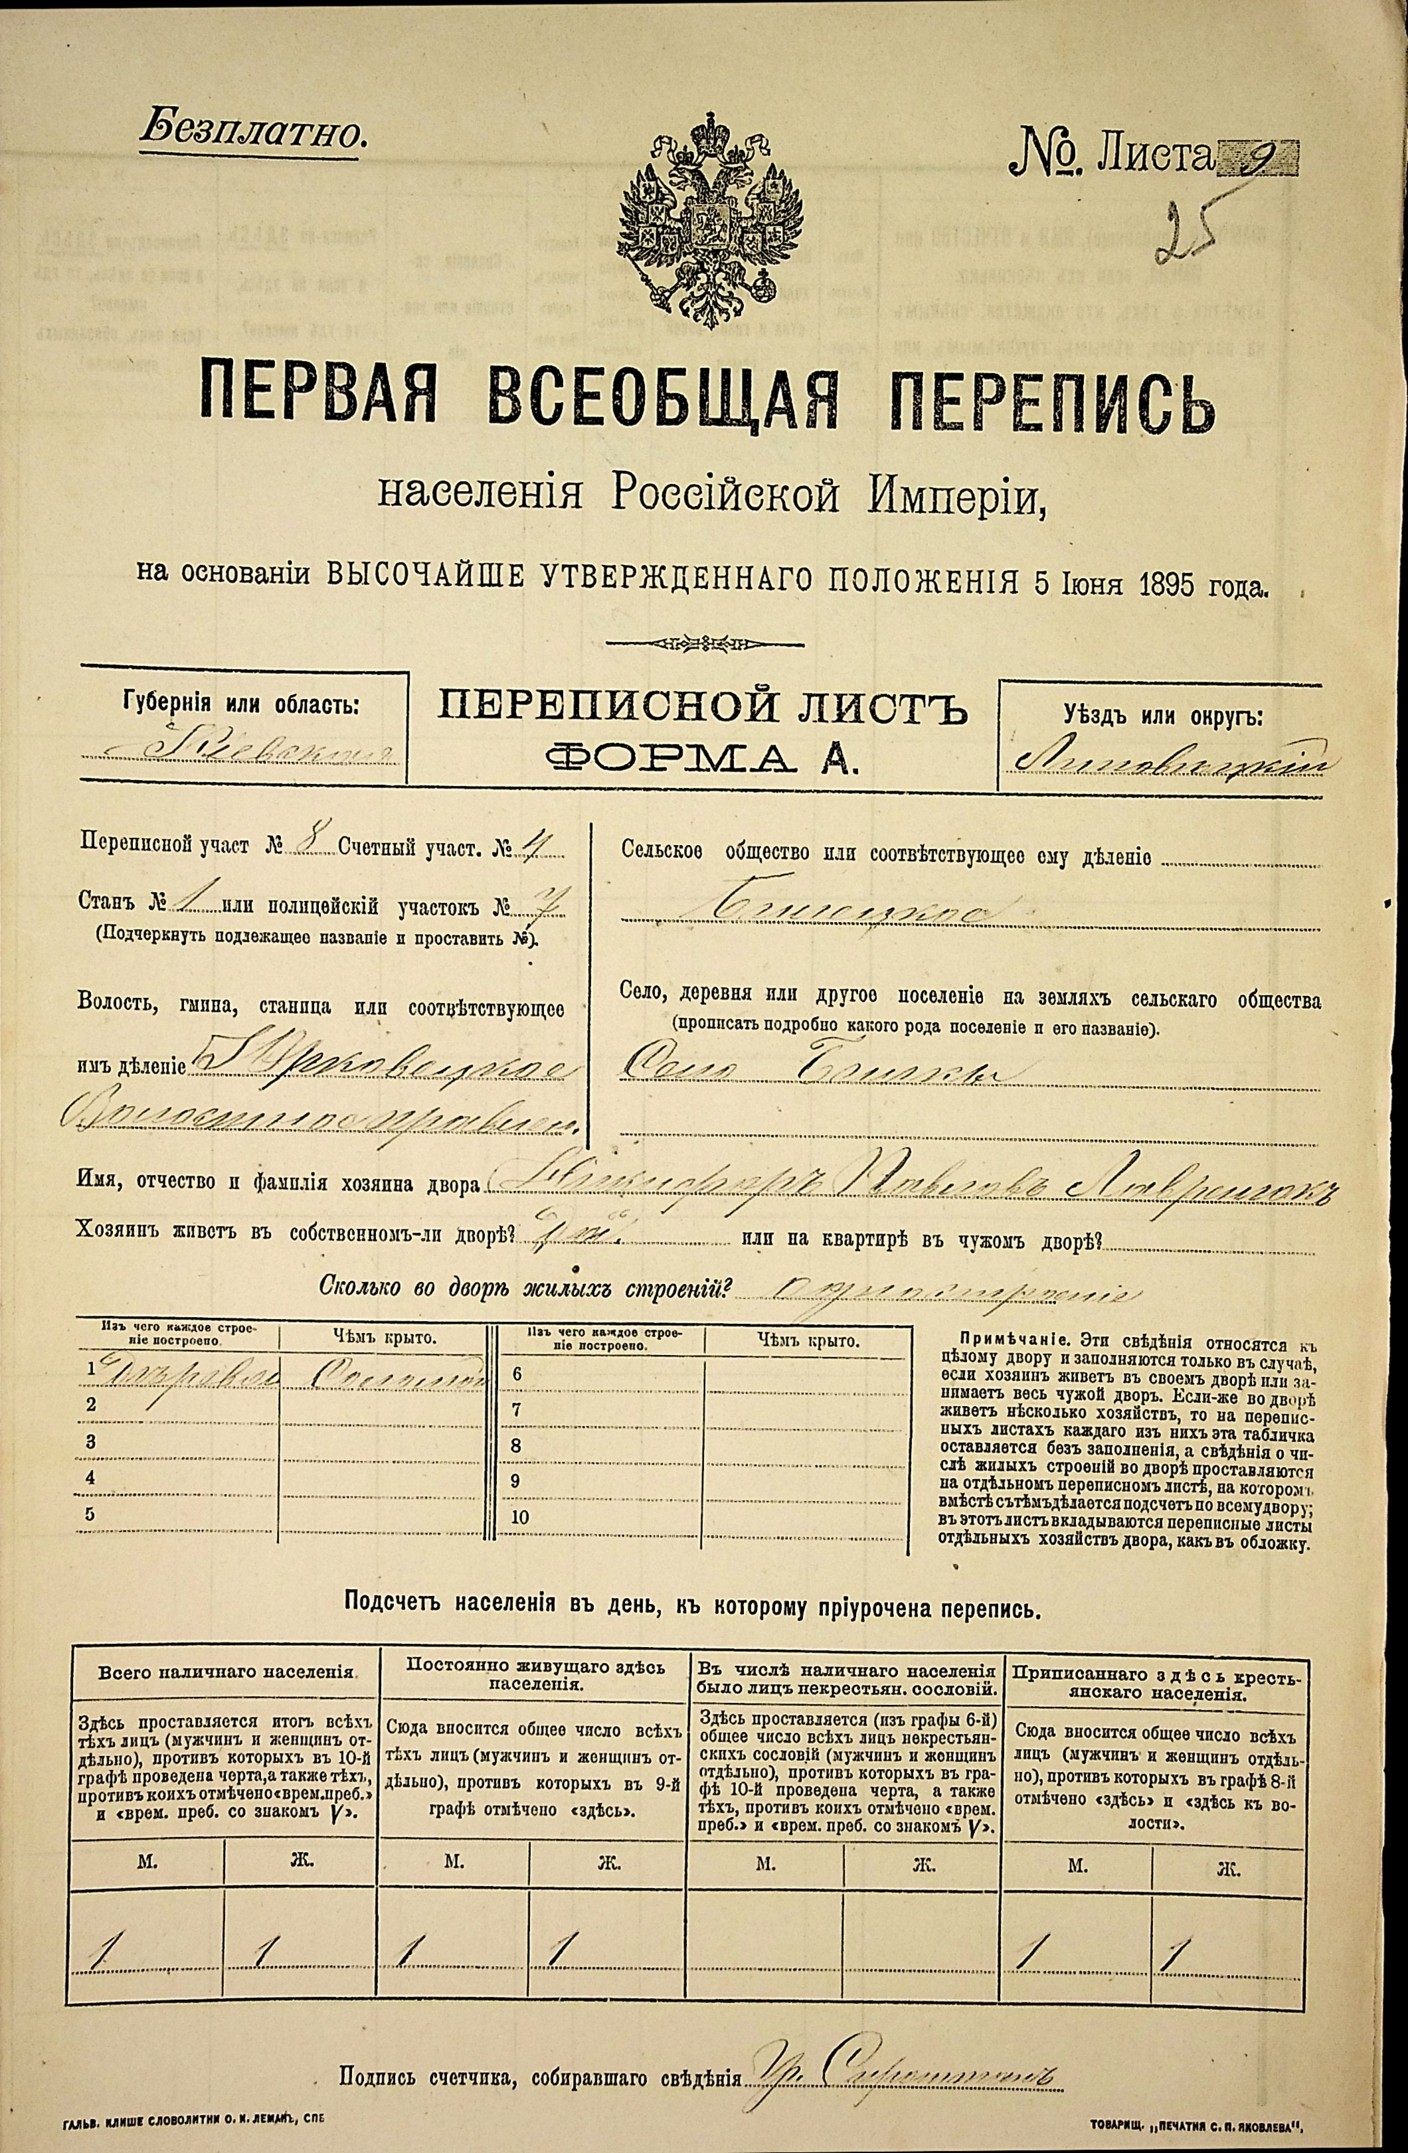 Безплатно.
№. Листа 9
25
ПЕРВАЯ ВСЕОБЩАЯ ПЕРЕПИСЬ
населенія Россійской Имперіи,
на основаніи ВЫСОЧАЙШЕ УТВЕРЖДЕННАГО ПОЛОЖЕНІЯ 5 Іюня 1895 года.
Губернія или область:
Кіевская
ПЕРЕПИСНОЙ ЛИСТЪ
ФОРМА А.
Уѣздъ или округъ:
Липовецкій
Переписной участ № 8 Счетный участ. № 4
Станъ № 1 или полицейскій участокъ № 7
(Подчеркнуть подлежащее названіе и проставить №).
Волость, гмина, станица или соотвѣтствующее
имъ дѣленіе Юрковецкое
Волостное правлен.
Сельское общество или соотвѣтствующее ему дѣленіе
Село, деревня или другое поселеніе на земляхъ сельскаго общества
(прописать подробно какого рода поселеніе и его названіе).
Село
Имя, отчество и фамилія хозяина двора Никифоръ Павловъ Лавренюкъ
Хозяинъ живетъ въ собственномъ-ли дворѣ? или на квартирѣ въ чужомъ дворѣ?
Сколько во дворѣ жилыхъ строеній? одно строеніе
Изъ чего каждое строе-
ніе построено.
Чѣмъ крыто.
Изъ чего каждое строе-
ніе построено.
Чѣмъ крыто.
1 Соломой
6
2
7
3
8
4
9
5
10
Примѣчаніе. Эти свѣдѣнія относятся къ
цѣлому двору и заполняются только въ случаѣ,
если хозяинъ живетъ въ своемъ дворѣ или за-
нимаетъ весь чужой дворъ. Если-же во дворѣ
живетъ нѣсколько хозяйствъ, то на перепис-
ныхъ листахъ каждаго изъ нихъ эта табличка
оставляется безъ заполненія, а свѣдѣнія о чи-
слѣ жилыхъ строеній во дворѣ проставляются
на отдѣльномъ переписномъ листѣ, на которомъ
вмѣстѣ съ тѣмъ дѣлается подсчетъ по всему двору;
въ этотъ листъ вкладываются переписные листы
отдѣльныхъ хозяйствъ двора, какъ въ обложку.
Подсчетъ населенія въ день, къ которому пріурочена перепись.
Всего наличнаго населенія.
Здѣсь проставляется итогъ всѣхъ
тѣхъ лицъ (мужчинъ и женщинъ от-
дѣльно), противъ которыхъ въ 10-й
графѣ проведена черта, а также тѣхъ,
противъ коихъ отмѣчено «врем. преб.»
и «врем. преб. со знакомъ V».
Постоянно живущаго здѣсь
населенія.
Сюда вносится общее число всѣхъ
тѣхъ лицъ (мужчинъ и женщинъ от-
дѣльно), противъ которыхъ въ 9-й
графѣ отмѣчено «здѣсь».
Въ числѣ наличнаго населенія
было лицъ некрестьян. сословій.
Здѣсь проставляется (изъ графы 6-й)
общее число всѣхъ лицъ некрестьян-
скихъ сословій (мужчинъ и женщинъ
отдѣльно), противъ которыхъ въ гра-
фѣ 10-й проведена черта, а также
тѣхъ, противъ коихъ отмѣчено «врем.
преб.» и «врем. преб. со знакомъ V».
Приписаннаго здѣсь кресть-
янскаго населенія.
Сюда вносится общее число всѣхъ
лицъ (мужчинъ и женщинъ отдѣль-
но), противъ которыхъ въ графѣ 8-й
отмѣчено «здѣсь» и «здѣсь къ во-
лости».
М. Ж. М. Ж. М. Ж. М. Ж.
1 1 1 1 1 1
Подпись счетчика, собиравшаго свѣдѣнія Гр.
ГАЛЬВ. КЛИШЕ СЛОВОЛИТНИ О. И. ЛЕМАНЪ, СПБ
ТОВАРИЩ. „ПЕЧАТНЯ С. П. ЯКОВЛЕВА",